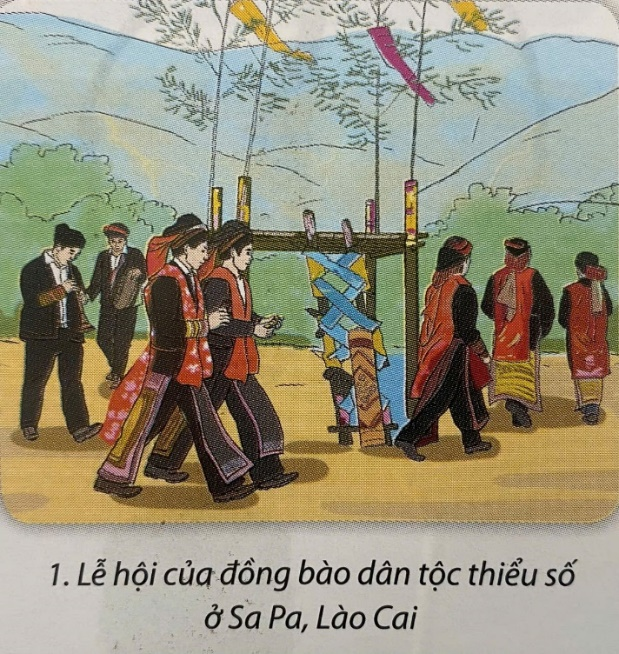 1. Lễ hội của đồng bào dân tộc thiểu số
ở Sa Pa, Lào Cai